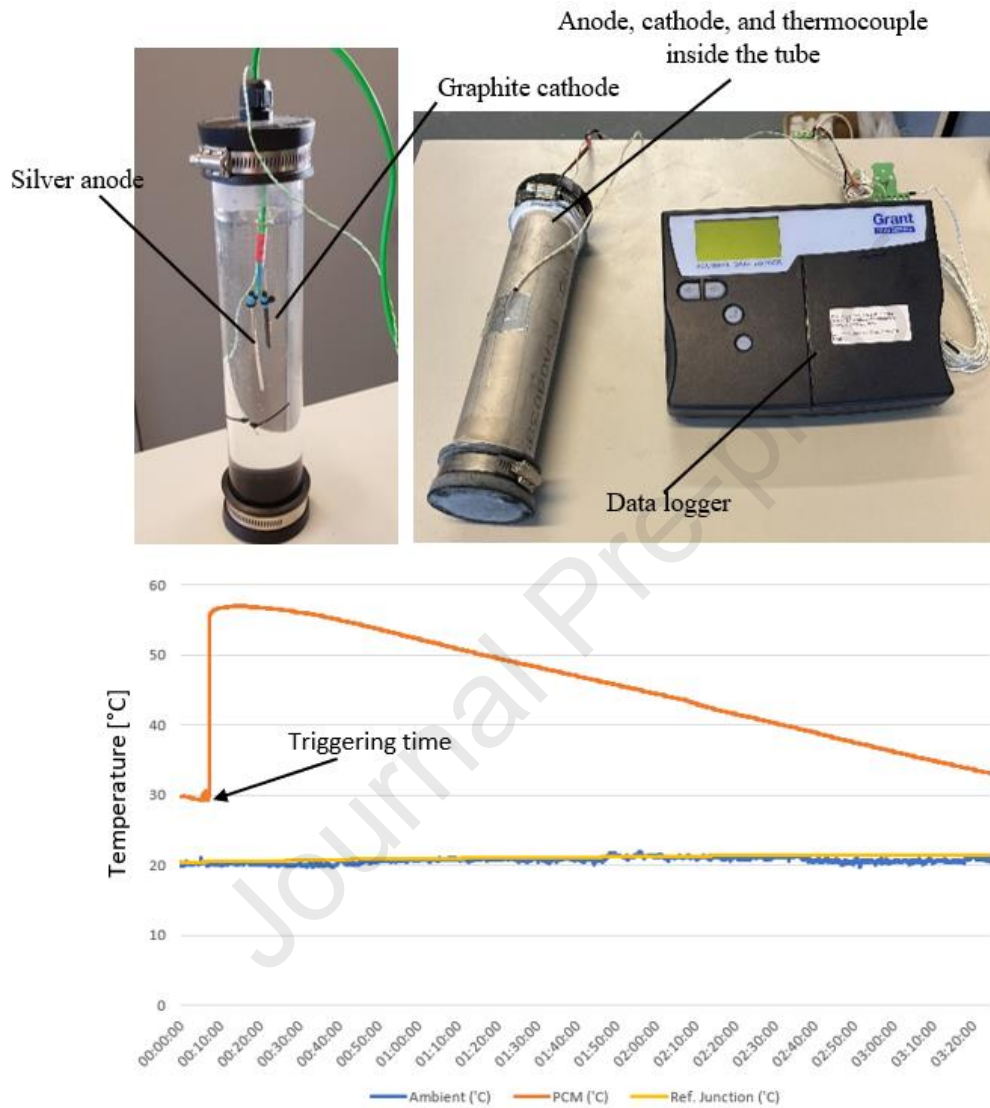 Anode, cathode, and thermocouple
inside the tube
Graphite cathode
Silver anode
Grant
Data logger
Journal Pre-p
60
50
40
30
20
10
0
Temperature [°C]
Triggering time
00:00:00
00:10:00
00:20:00
00:30:00
00:40:00
00:50:00
01:00:00
01:10:00
01:20:00
01:30:00
01:40:00
01:50:00
02:00:00
02:10:00
02:20:00
02:30:00
02:40:00
02:50:00
03:00:00
03:10:00
03:20:00
Ambient (°C)
PCM (°C)
Ref. Junction (°C)